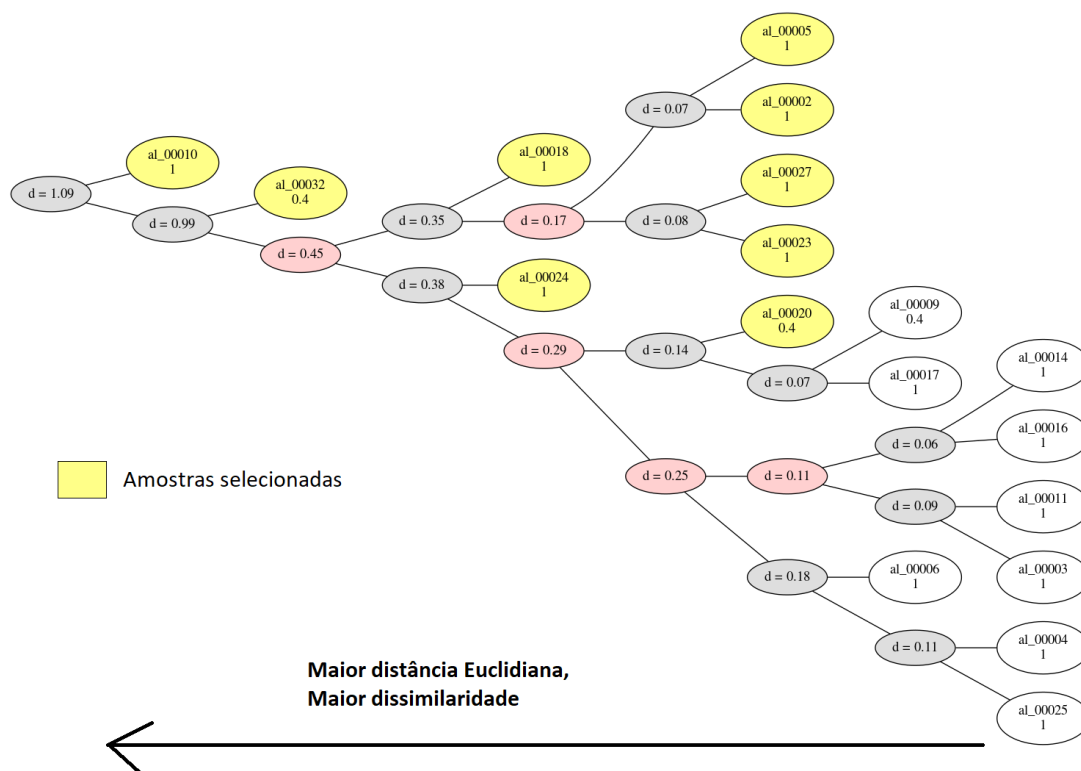 al_00005
1
d = 0.07
al_00002
1
al_00010
1
al_00018
1
d = 1.09
al_00032
0.4
al_00027
1
d = 0.99
d = 0.35
d = 0.17
d = 0.08
d = 0.45
al_00023
1
d = 0.38
al_00024
1
al_00020
0.4
al_00009
0.4
d = 0.29
d = 0.14
al_00014
1
d = 0.07
al_00017
1
al_00016
1
d = 0.06
Amostras selecionadas
d = 0.25
d = 0.11
al_00011
1
d = 0.09
d = 0.18
al_00006
1
al_00003
1
d = 0.11
al_00004
1
Maior distância Euclidiana,
Maior dissimilaridade
al_00025
1